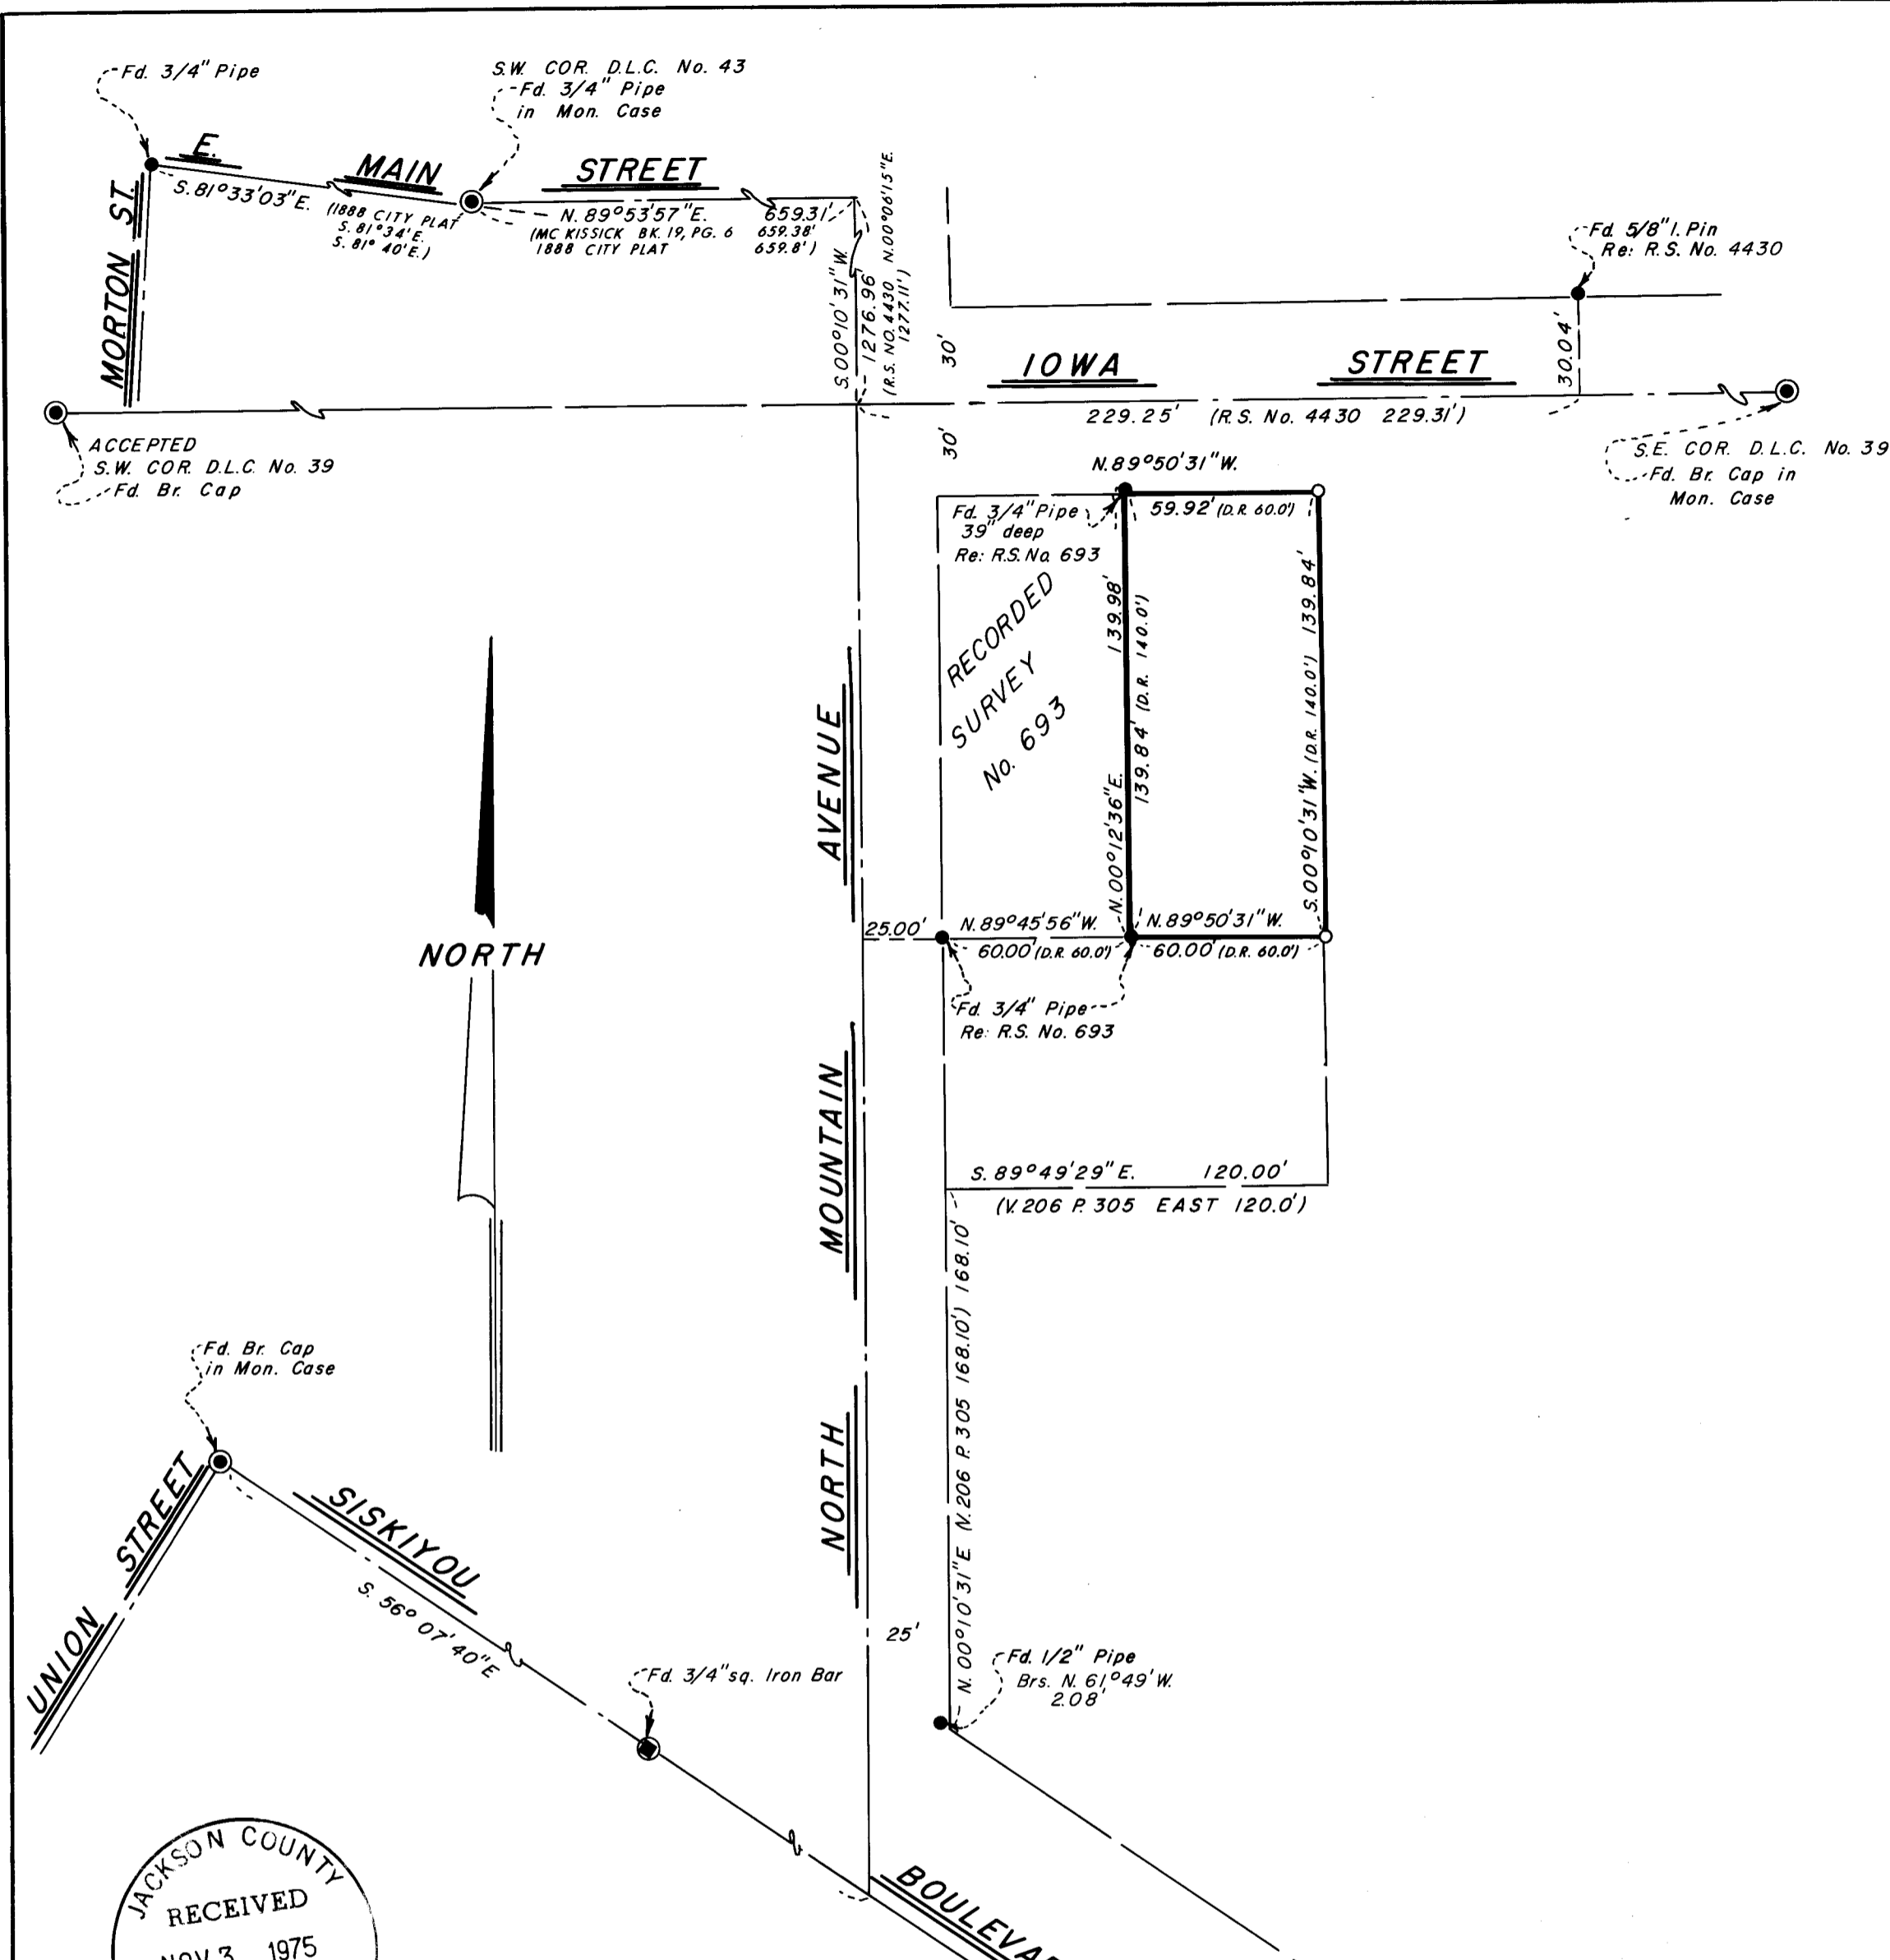 Fd. 3/4" Pipe
S.W. COR. D.L.C. No. 43
Fd. 3/4" Pipe
in Mon. Case
E. MAIN STREET
S. 81°33'03" E.
(1888 CITY PLAT
S. 81°34' E.
S. 81° 40' E.)
N. 89°53'57" E. 659.31'
(MC KISSICK BK. 19, PG. 6 659.38'
1888 CITY PLAT 659.8')
MORTON ST.
S. 00°10'31" W.
1276.96'
(R.S. NO. 4430 N. 00°06'15" E.
1277.11')
Fd. 5/8" I. Pin
Re: R.S. No. 4430
30'
30.04'
IOWA STREET
229.25' (R.S. No. 4430 229.31')
30'
ACCEPTED
S.W. COR. D.L.C. No. 39
Fd. Br. Cap
S.E. COR. D.L.C. No. 39
Fd. Br. Cap in
Mon. Case
N. 89°50'31" W.
59.92' (D.R. 60.0')
Fd. 3/4" Pipe
39" deep
Re: R.S. No. 693
RECORDED
SURVEY
No. 693
N. 00°12'36" E. 139.98'
139.84' (D.R. 140.0')
S. 00°10'31" W. (D.R. 140.0') 139.84'
NORTH
25.00'
N. 89°45'56" W.
60.00' (D.R. 60.0')
N. 89°50'31" W.
60.00' (D.R. 60.0')
Fd. 3/4" Pipe
Re: R.S. No. 693
NORTH MOUNTAIN AVENUE
S. 89°49'29" E. 120.00'
(V. 206 P. 305 EAST 120.0')
N. 00°10'31" E (V. 206 P. 305 168.10') 168.10'
Fd. Br. Cap
in Mon. Case
UNION STREET
SISKIYOU
S. 56° 07' 40" E
25'
Fd. 3/4" sq. Iron Bar
Fd. 1/2" Pipe
Brs. N. 61°49' W.
2.08'
JACKSON COUNTY
RECEIVED
NOV 3 1975